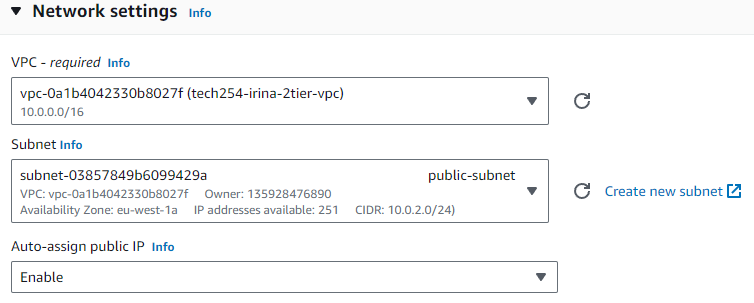 Network settings Info
VPC - required Info
vpc-0a1b4042330b8027f (tech254-irina-2tier-vpc)
10.0.0.0/16
Subnet Info
subnet-03857849b6099429a public-subnet
VPC: vpc-0a1b4042330b8027f Owner: 135928476890
Availability Zone: eu-west-1a IP addresses available: 251 CIDR: 10.0.2.0/24)
Create new subnet
Auto-assign public IP Info
Enable